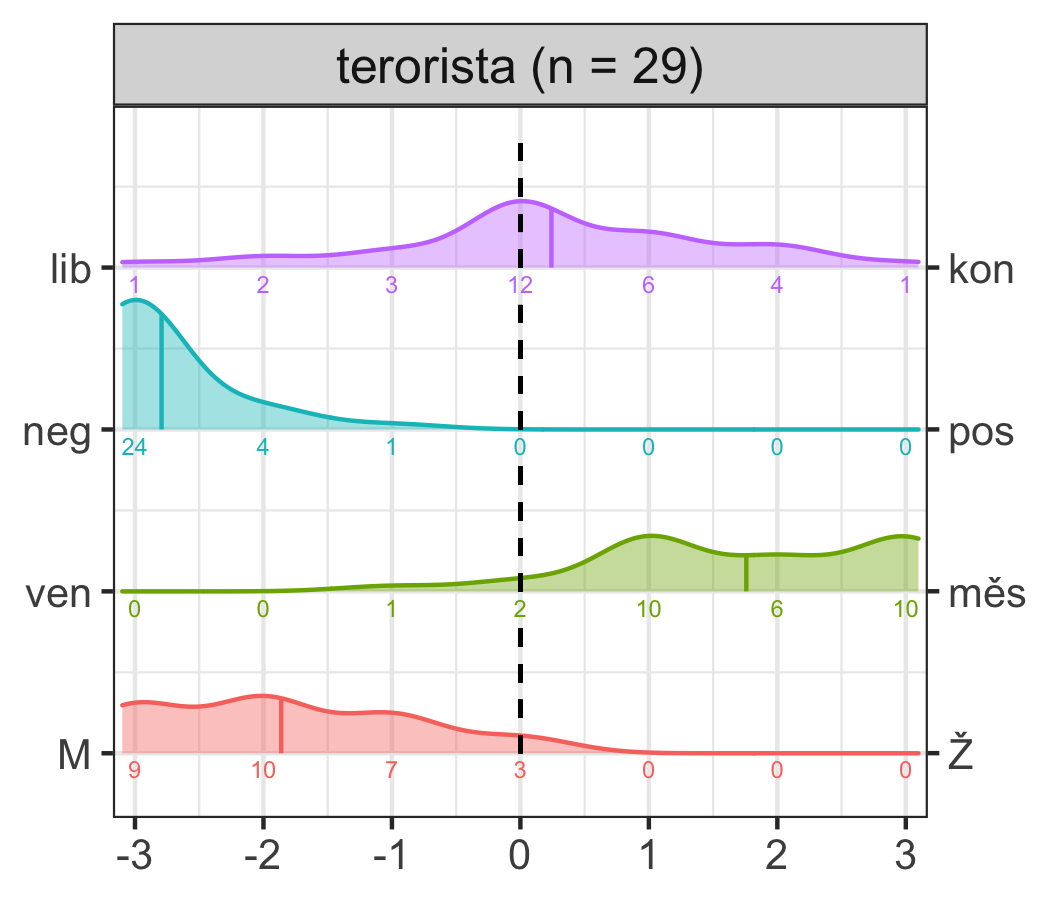 terorista (n = 29)
lib kon
1 2 3 12 6 4 1
neg pos
24 4 1 0 0 0 0
ven měs
0 0 1 2 10 6 10
M Ž
9 10 7 3 0 0 0
-3 -2 -1 0 1 2 3